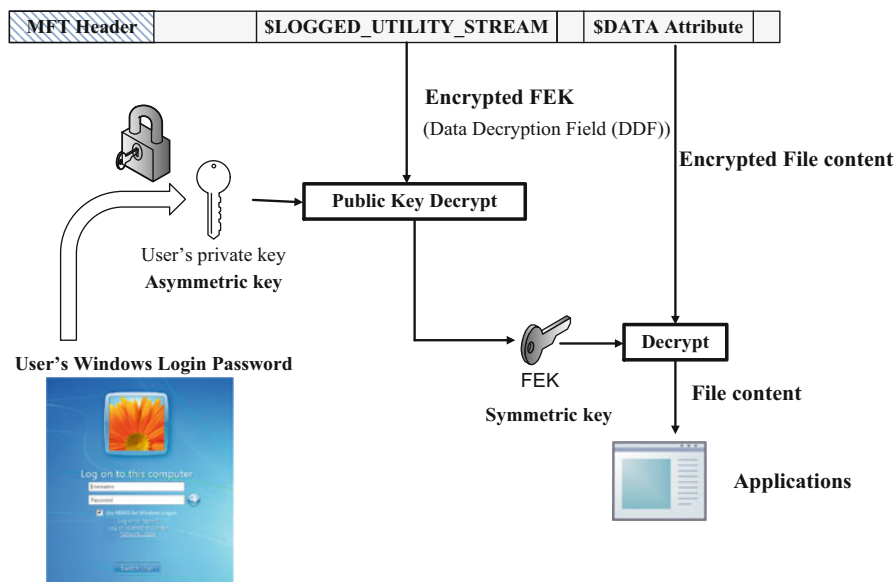 MFT Header
$LOGGED_UTILITY_STREAM
$DATA Attribute
Encrypted FEK
(Data Decryption Field (DDF))
Encrypted File content
Public Key Decrypt
User's private key
Asymmetric key
User's Windows Login Password
Decrypt
FEK
Symmetric key
File content
Applications
Log on to this computer
Username
Password